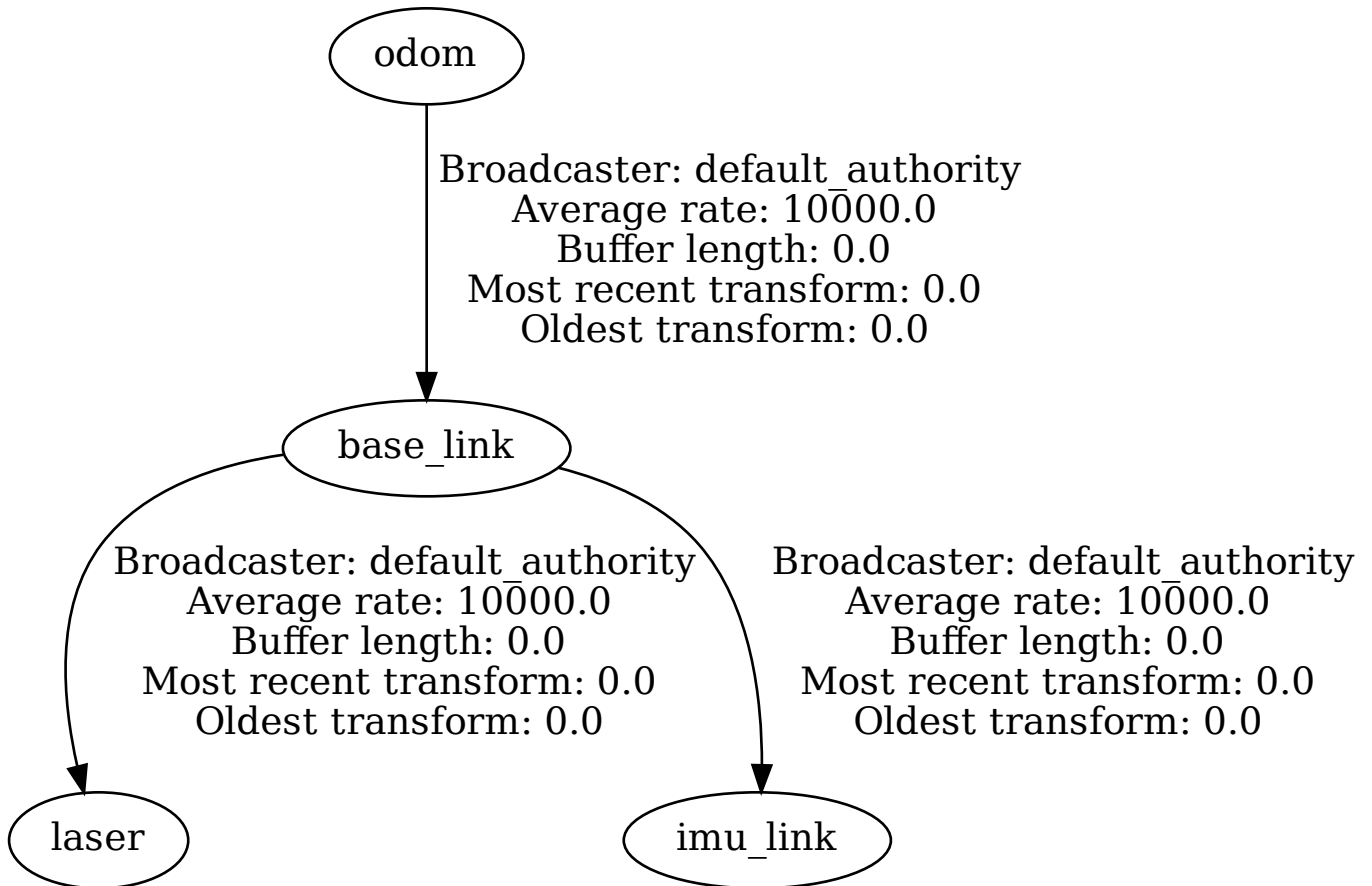 odom
Broadcaster: default_authority
Average rate: 10000.0
Buffer length: 0.0
Most recent transform: 0.0
Oldest transform: 0.0
base_link
Broadcaster: default_authority
Average rate: 10000.0
Buffer length: 0.0
Most recent transform: 0.0
Oldest transform: 0.0
Broadcaster: default_authority
Average rate: 10000.0
Buffer length: 0.0
Most recent transform: 0.0
Oldest transform: 0.0
laser
imu_link